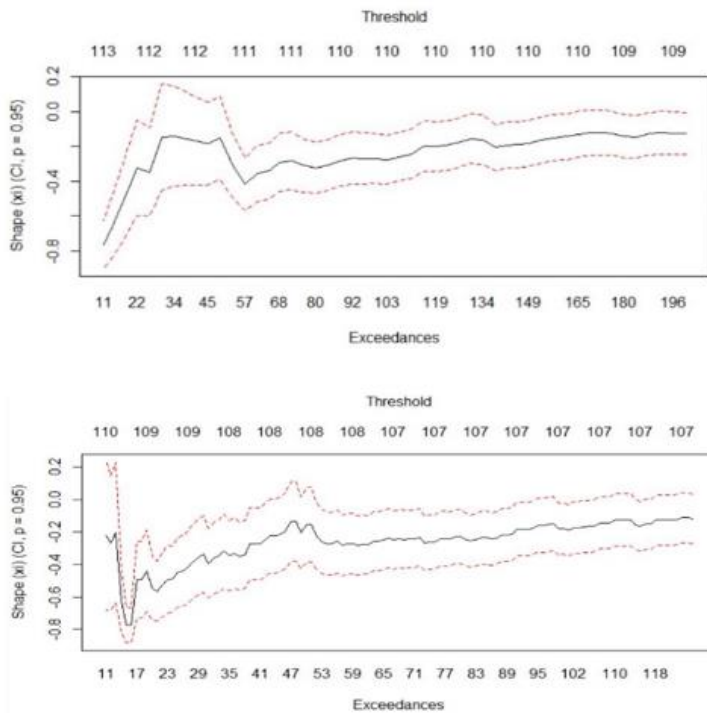 Threshold
113 112 112 111 111 110 110 110 110 110 110 109 109
Shape (xi) (CI, p = 0.95)
0.2
0.0
-0.4
-0.8
11 22 34 45 57 68 80 92 103 119 134 149 165 180 196
Exceedances
Threshold
110 109 109 108 108 108 108 107 107 107 107 107 107 107 107
Shape (xi) (CI, p = 0.95)
0.2
0.0
-0.2
-0.4
-0.6
-0.8
11 17 23 29 35 41 47 53 59 65 71 77 83 89 95 102 110 118
Exceedances